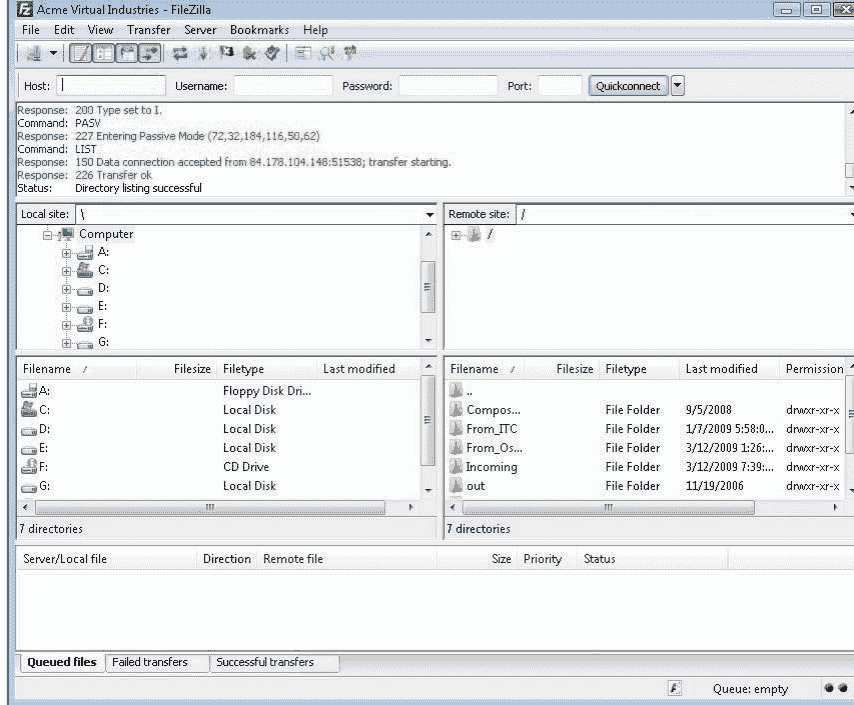 Acme Virtual Industries - FileZilla
File Edit View Transfer Server Bookmarks Help
Host: Username: Password: Port: Quickconnect
Response: 200 Type set to I.
Command: PASV
Response: 227 Entering Passive Mode (72,32,184,116,50,62)
Command: LIST
Response: 150 Data connection accepted from 84.178.104.148:51538; transfer starting.
Response: 226 Transfer ok
Status: Directory listing successful
Local site: \ Remote site: /
Computer /
A:
C:
D:
E:
F:
G:
Filename / Filesize Filetype Last modified
A: Floppy Disk Dri...
C: Local Disk
D: Local Disk
E: Local Disk
F: CD Drive
G: Local Disk
7 directories
Filename / Filesize Filetype Last modified Permission
..
Compos... File Folder 9/5/2008 drwxr-xr-x
From_ITC File Folder 1/7/2009 5:58:0... drwxr-xr-x
From_Os... File Folder 3/12/2009 1:26:... drwxr-xr-x
Incoming File Folder 3/12/2009 7:39:... drwxr-xr-x
out File Folder 11/19/2006 drwxr-xr-x
7 directories
Server/Local file Direction Remote file Size Priority Status
Queued files Failed transfers Successful transfers
Queue: empty